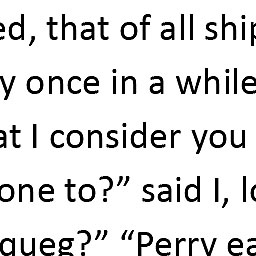 ed, that of all ship
y once in a while
at I consider you
one to?” said I, lo
queg?” “Perry ea